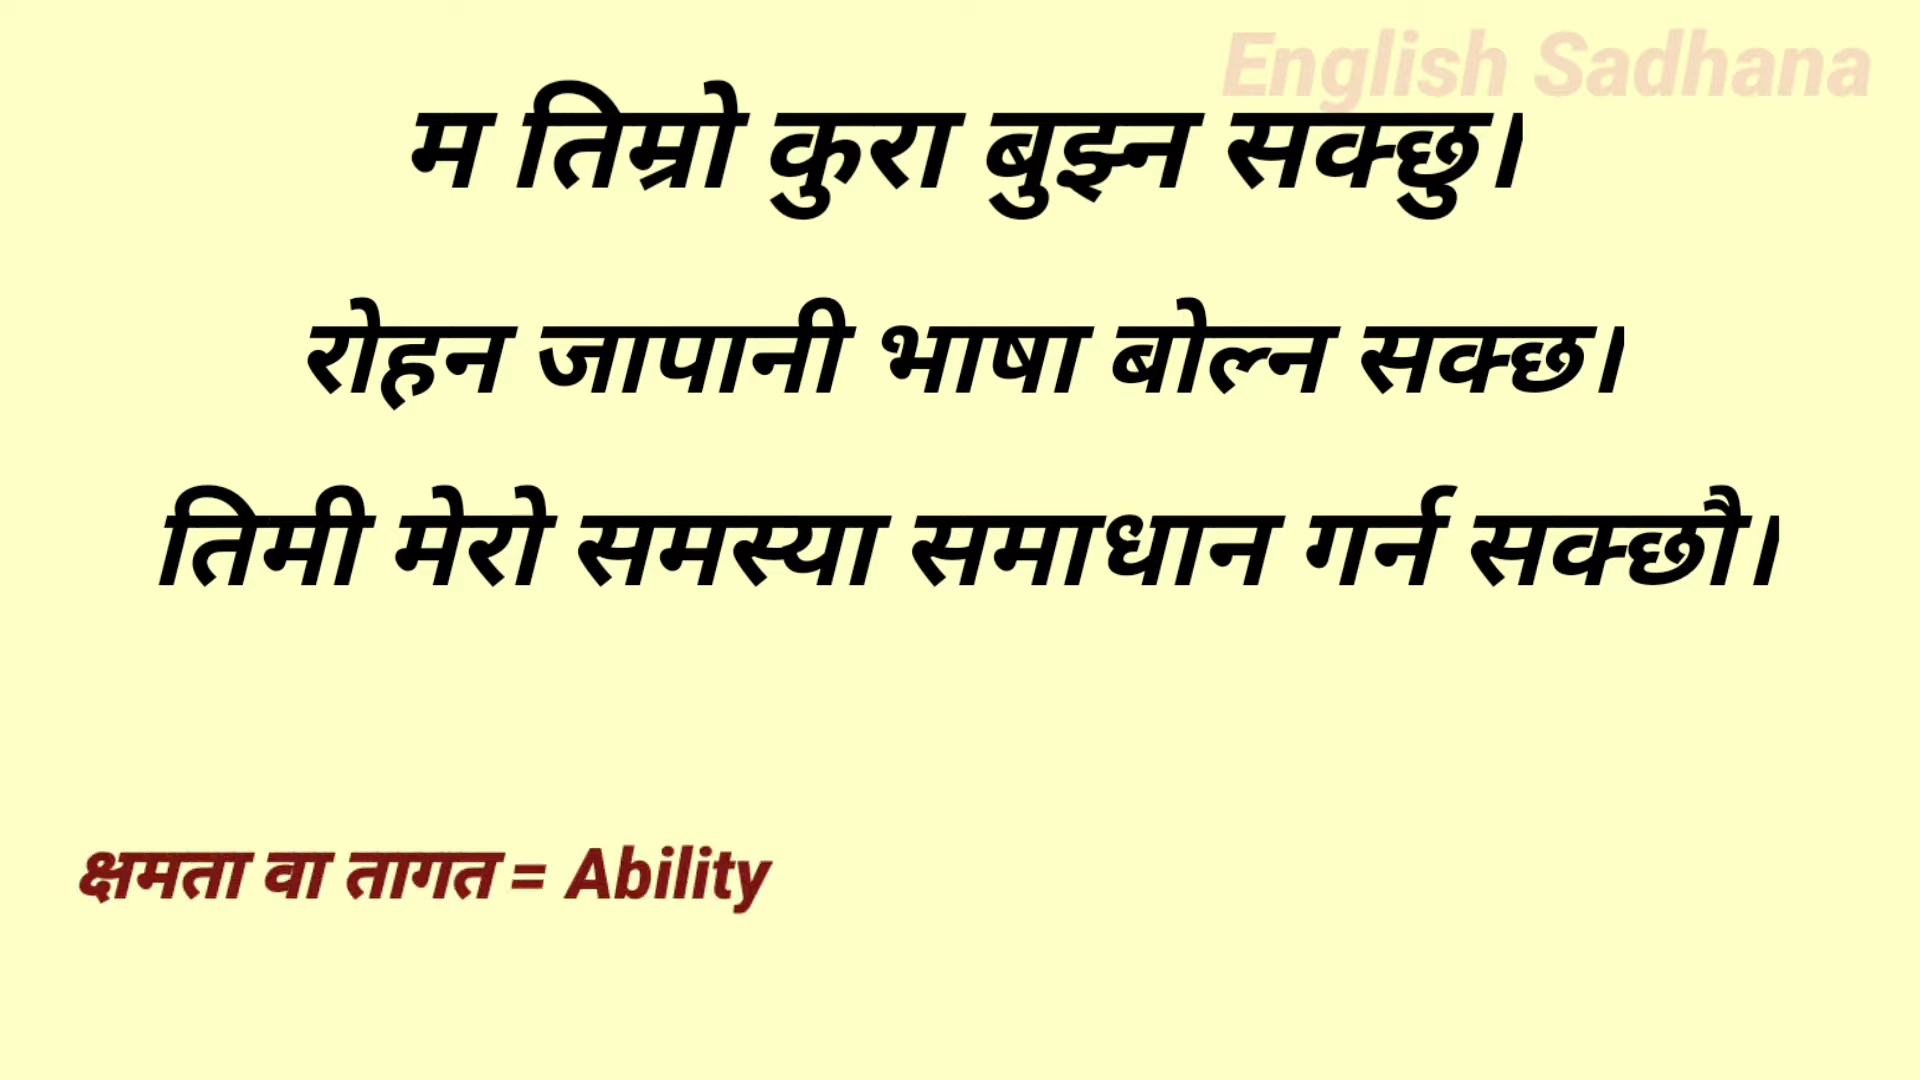 English Sadhana
म तिम्रो कुरा बुझ्न सक्छु।
रोहन जापानी भाषा बोल्न सक्छ।
तिमी मेरो समस्या समाधान गर्न सक्छौ।
क्षमता वा तागत = Ability